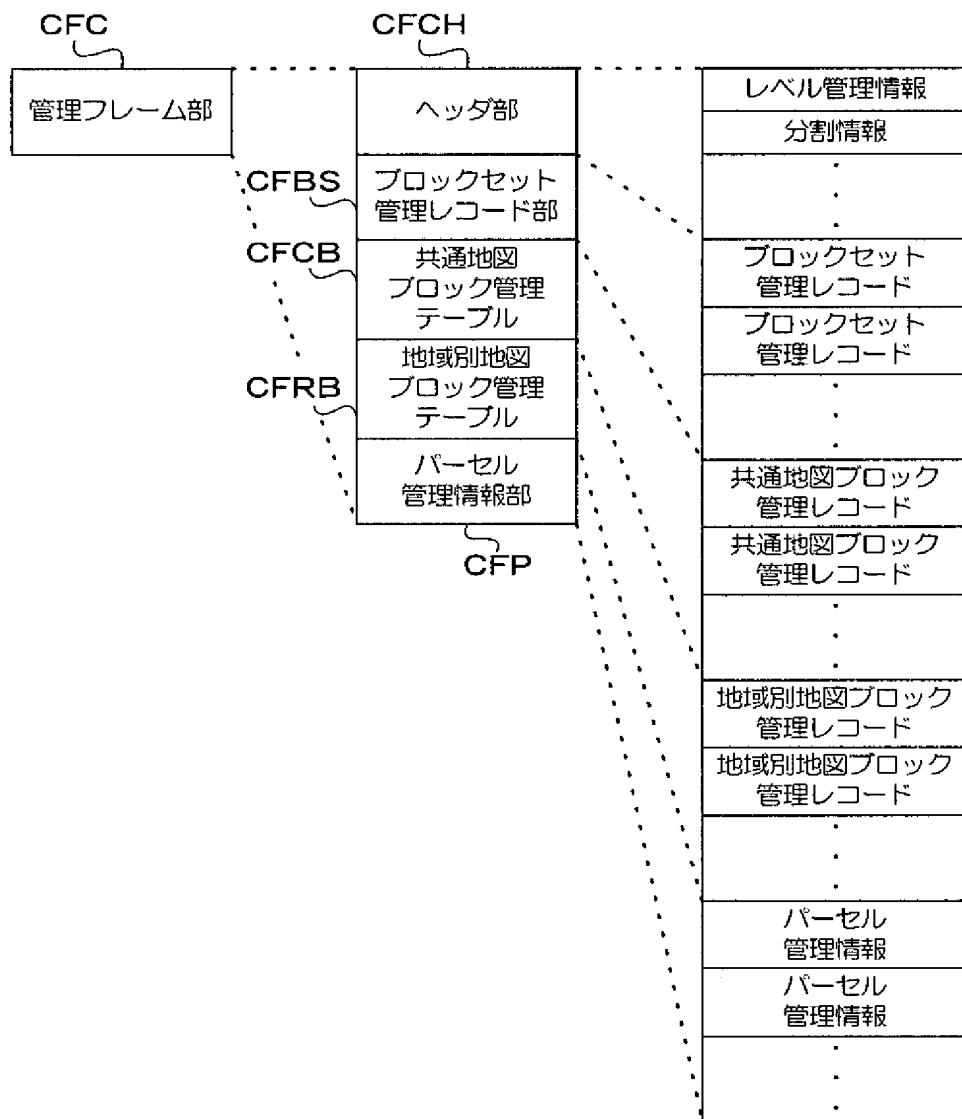 CFC
管理フレーム部
CFCH
ヘッダ部
CFBS
ブロックセット
管理レコード部
CFCB
共通地図
ブロック管理
テーブル
CFRB
地域別地図
ブロック管理
テーブル
パーセル
管理情報部
CFP
レベル管理情報
分割情報
ブロックセット
管理レコード
ブロックセット
管理レコード
共通地図ブロック
管理レコード
共通地図ブロック
管理レコード
地域別地図ブロック
管理レコード
地域別地図ブロック
管理レコード
パーセル
管理情報
パーセル
管理情報